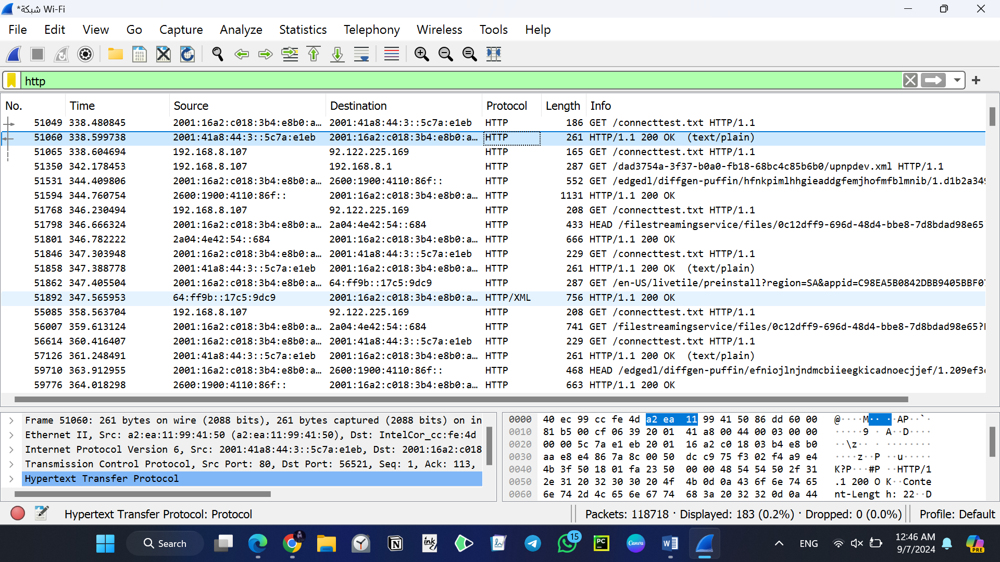 *شبكة Wi-Fi
File Edit View Go Capture Analyze Statistics Telephony Wireless Tools Help
http
No. Time Source Destination Protocol Length Info
51049 338.480845 2001:16a2:c018:3b4:e8b0:a… 2001:41a8:44:3::5c7a:e1eb HTTP 186 GET /connecttest.txt HTTP/1.1
51060 338.599738 2001:41a8:44:3::5c7a:e1eb 2001:16a2:c018:3b4:e8b0:a… HTTP 261 HTTP/1.1 200 OK (text/plain)
51065 338.604694 192.168.8.107 92.122.225.169 HTTP 165 GET /connecttest.txt HTTP/1.1
51350 342.178453 192.168.8.107 192.168.8.1 HTTP 287 GET /dad3754a-3f37-b0a0-fb18-68bc4c85b6b0/upnpdev.xml HTTP/1.1
51531 344.409806 2001:16a2:c018:3b4:e8b0:a… 2600:1900:4110:86f:: HTTP 552 GET /edgedl/diffgen-puffin/hfnkpimlhhgieaddgfemjhofmfblmnib/1.d1b2a349
51594 344.760754 2600:1900:4110:86f:: 2001:16a2:c018:3b4:e8b0:a… HTTP 1131 HTTP/1.1 200 OK
51768 346.230494 192.168.8.107 92.122.225.169 HTTP 208 GET /connecttest.txt HTTP/1.1
51798 346.666324 2001:16a2:c018:3b4:e8b0:a… 2a04:4e42:54::684 HTTP 433 HEAD /filestreamingservice/files/0c12dff9-696d-48d4-bbe8-7d8bdad98e65
51801 346.782222 2a04:4e42:54::684 2001:16a2:c018:3b4:e8b0:a… HTTP 666 HTTP/1.1 200 OK
51846 347.303948 2001:16a2:c018:3b4:e8b0:a… 2001:41a8:44:3::5c7a:e1eb HTTP 229 GET /connecttest.txt HTTP/1.1
51858 347.388778 2001:41a8:44:3::5c7a:e1eb 2001:16a2:c018:3b4:e8b0:a… HTTP 261 HTTP/1.1 200 OK (text/plain)
51862 347.405504 2001:16a2:c018:3b4:e8b0:a… 64:ff9b::17c5:9dc9 HTTP 287 GET /en-US/livetile/preinstall?region=SA&appid=C98EA5B0842DBB9405BBF0
51892 347.565953 64:ff9b::17c5:9dc9 2001:16a2:c018:3b4:e8b0:a… HTTP/XML 756 HTTP/1.1 200 OK
55085 358.563704 192.168.8.107 92.122.225.169 HTTP 208 GET /connecttest.txt HTTP/1.1
56007 359.613124 2001:16a2:c018:3b4:e8b0:a… 2a04:4e42:54::684 HTTP 741 GET /filestreamingservice/files/0c12dff9-696d-48d4-bbe8-7d8bdad98e65?
56614 360.416407 2001:16a2:c018:3b4:e8b0:a… 2001:41a8:44:3::5c7a:e1eb HTTP 229 GET /connecttest.txt HTTP/1.1
57126 361.248491 2001:41a8:44:3::5c7a:e1eb 2001:16a2:c018:3b4:e8b0:a… HTTP 261 HTTP/1.1 200 OK (text/plain)
59710 363.912955 2001:16a2:c018:3b4:e8b0:a… 2600:1900:4110:86f:: HTTP 468 HEAD /edgedl/diffgen-puffin/efniojlnjndmcbiieegkicadnoecjjef/1.209ef3
59776 364.018298 2600:1900:4110:86f:: 2001:16a2:c018:3b4:e8b0:a… HTTP 663 HTTP/1.1 200 OK
Frame 51060: 261 bytes on wire (2088 bits), 261 bytes captured (2088 bits) on in
Ethernet II, Src: a2:ea:11:99:41:50 (a2:ea:11:99:41:50), Dst: IntelCor_cc:fe:4d
Internet Protocol Version 6, Src: 2001:41a8:44:3::5c7a:e1eb, Dst: 2001:16a2:c018
Transmission Control Protocol, Src Port: 80, Dst Port: 56521, Seq: 1, Ack: 113,
Hypertext Transfer Protocol
0000 40 ec 99 cc fe 4d a2 ea 11 99 41 50 86 dd 60 00 @····M·· ··AP··`·
0010 81 b5 00 cf 06 39 20 01 41 a8 00 44 00 03 00 00 ·····9 · A··D····
0020 00 00 5c 7a e1 eb 20 01 16 a2 c0 18 03 b4 e8 b0 ··\z·· · ········
0030 aa e8 e4 86 7a 8c 00 50 dc c9 75 f3 02 f4 a9 e4 ····z··P ··u·····
0040 4b 3f 50 18 01 fa 23 50 00 00 48 54 54 50 2f 31 K?P···#P ··HTTP/1
0050 2e 31 20 32 30 30 20 4f 4b 0d 0a 43 6f 6e 74 65 .1 200 O K··Conte
0060 6e 74 2d 4c 65 6e 67 74 68 3a 20 32 32 0d 0a 44 nt-Lengt h: 22··D
Hypertext Transfer Protocol: Protocol
Packets: 118718 · Displayed: 183 (0.2%) · Dropped: 0 (0.0%)
Profile: Default
Search
ink
15
PC
Canva
W
ENG
12:46 AM
9/7/2024
PRE